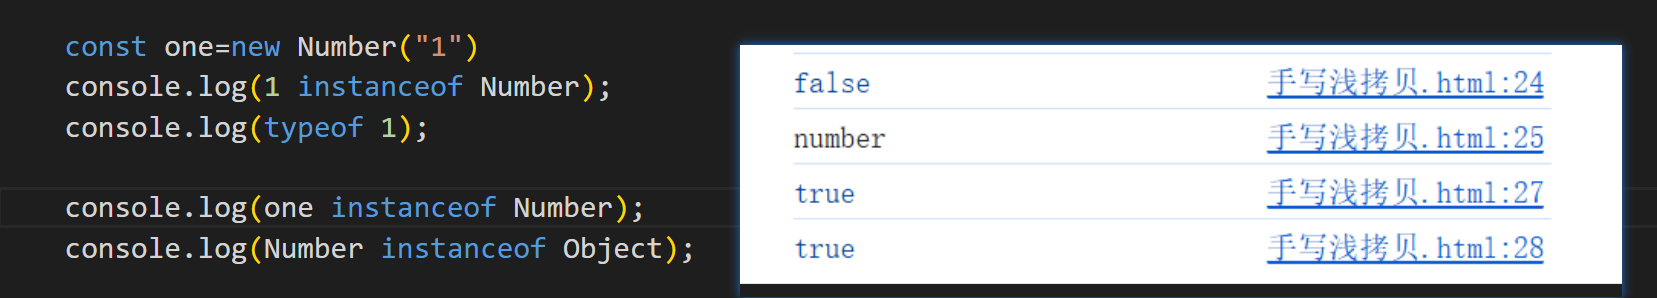 const one=new Number("1")
console.log(1 instanceof Number);
console.log(typeof 1);
console.log(one instanceof Number);
console.log(Number instanceof Object);
false 手写浅拷贝.html:24
number 手写浅拷贝.html:25
true 手写浅拷贝.html:27
true 手写浅拷贝.html:28